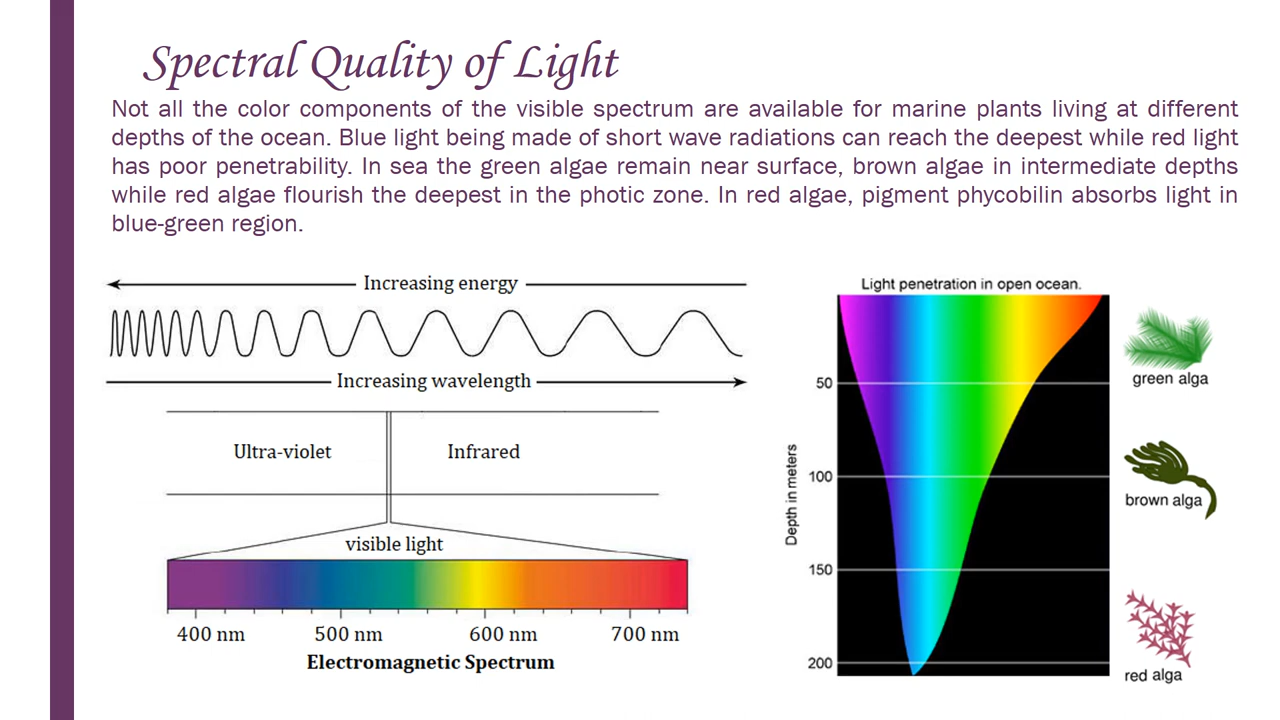 Spectral Quality of Light
Not all the color components of the visible spectrum are available for marine plants living at different
depths of the ocean. Blue light being made of short wave radiations can reach the deepest while red light
has poor penetrability. In sea the green algae remain near surface, brown algae in intermediate depths
while red algae flourish the deepest in the photic zone. In red algae, pigment phycobilin absorbs light in
blue-green region.
Increasing energy
Increasing wavelength
Ultra-violet
Infrared
visible light
400 nm
500 nm
600 nm
700 nm
Electromagnetic Spectrum
Light penetration in open ocean.
Depth in meters
50
100
150
200
green alga
brown alga
red alga